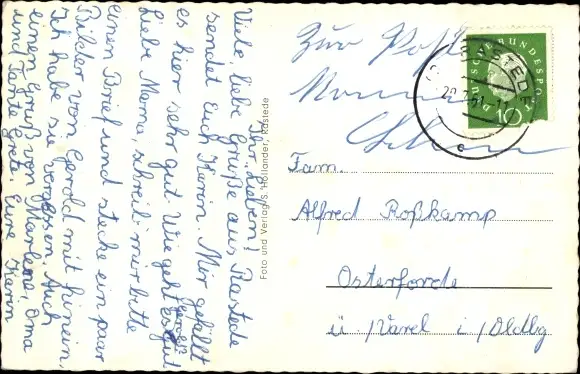 Ihr Lieben!
Viele, liebe Grüße aus Rastede
sendet Euch Karin. Mir gefällt
es hier sehr gut. Wie geht es Euch
Liebe Mama, schreib mir bitte
einen Brief und stecke ein paar
Bilder von Gerold mit hinein.
Ich habe sie vergessen. Auch
einen Gruß von Marlene, Oma
und Tante Grete. Eure Karin
Foto und Verlag S. Hollander, Rastede
Zur Post
DEUTSCHE BUNDESPOST
10
Fam.
Alfred Roßkamp
Osterforde
ü./Varel i./Oldbg